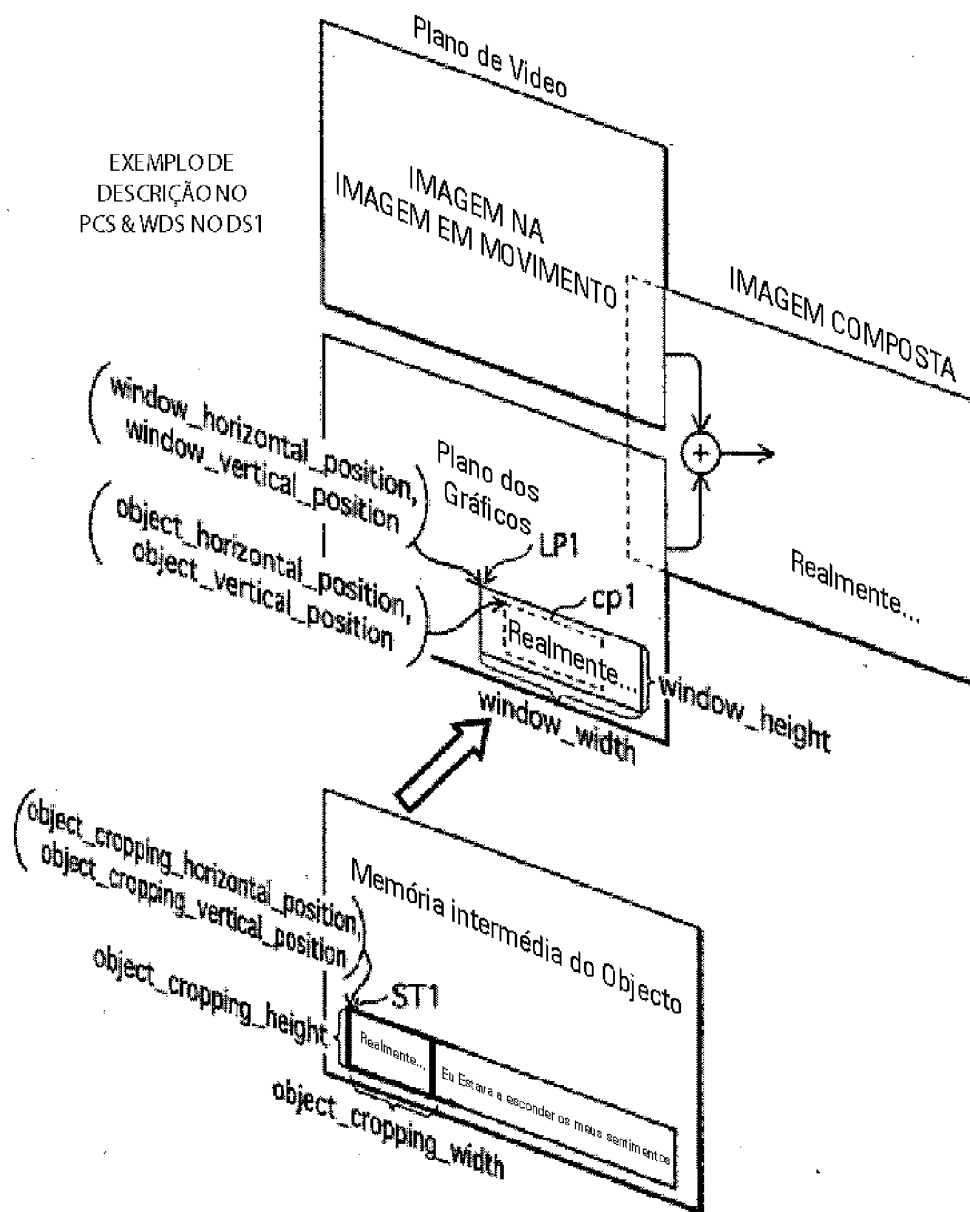 Plano de Video
EXEMPLO DE
DESCRIÇÃO NO
PCS & WDS NO DS1
IMAGEM NA
IMAGEM EM MOVIMENTO
IMAGEM COMPOSTA
(window_horizontal_position,
window_vertical_position)
Plano dos
Gráficos
(object_horizontal_position,
object_vertical_position)
LP1
cp1
+
Realmente...
Realmente...
window_height
window_width
(object_cropping_horizontal_position,
object_cropping_vertical_position)
Memória intermédia do Objecto
object_cropping_height
ST1
Realmente...
Eu Estava a esconder os meus sentimentos
object_cropping_width